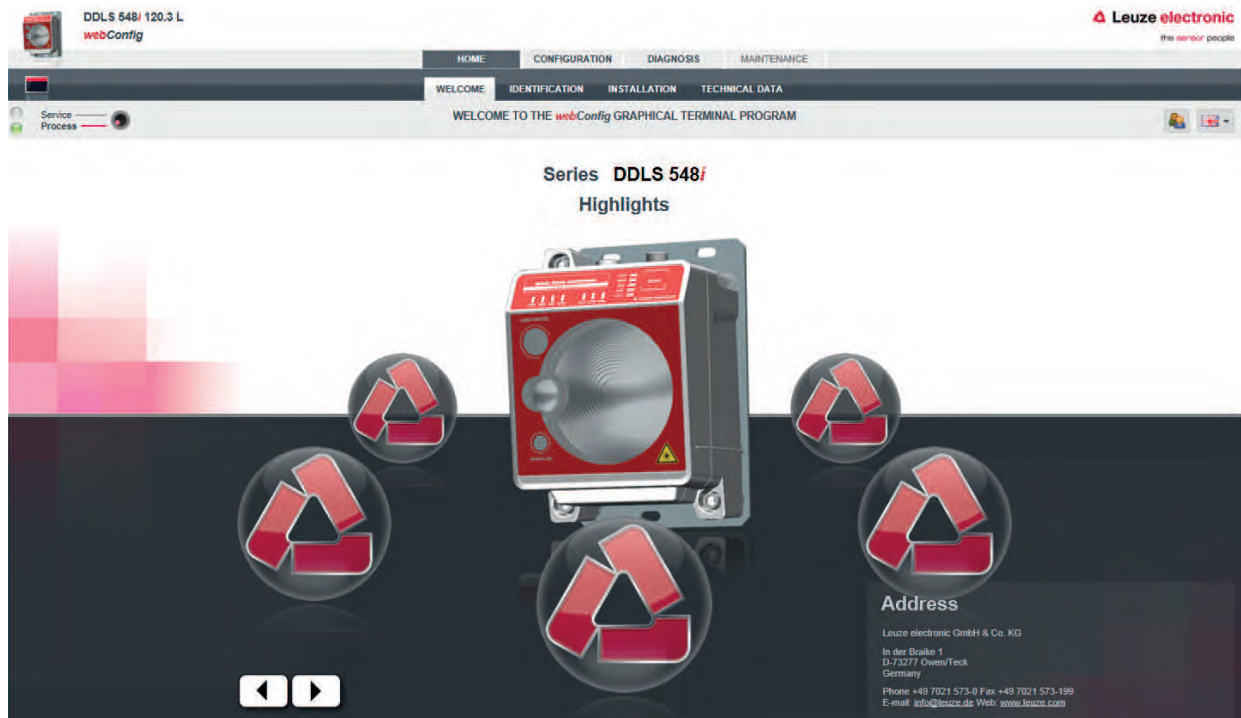 DDLS 548i 120.3 L
webConfig
Leuze electronic
the sensor people
HOME CONFIGURATION DIAGNOSIS MAINTENANCE
WELCOME IDENTIFICATION INSTALLATION TECHNICAL DATA
Service
Process
WELCOME TO THE webConfig GRAPHICAL TERMINAL PROGRAM
Series DDLS 548i
Highlights
Address
Leuze electronic GmbH & Co. KG
In der Braike 1
D-73277 Owen/Teck
Germany
Phone +49 7021 573-0 Fax +49 7021 573-199
E-mail: info@leuze.de Web: www.leuze.com